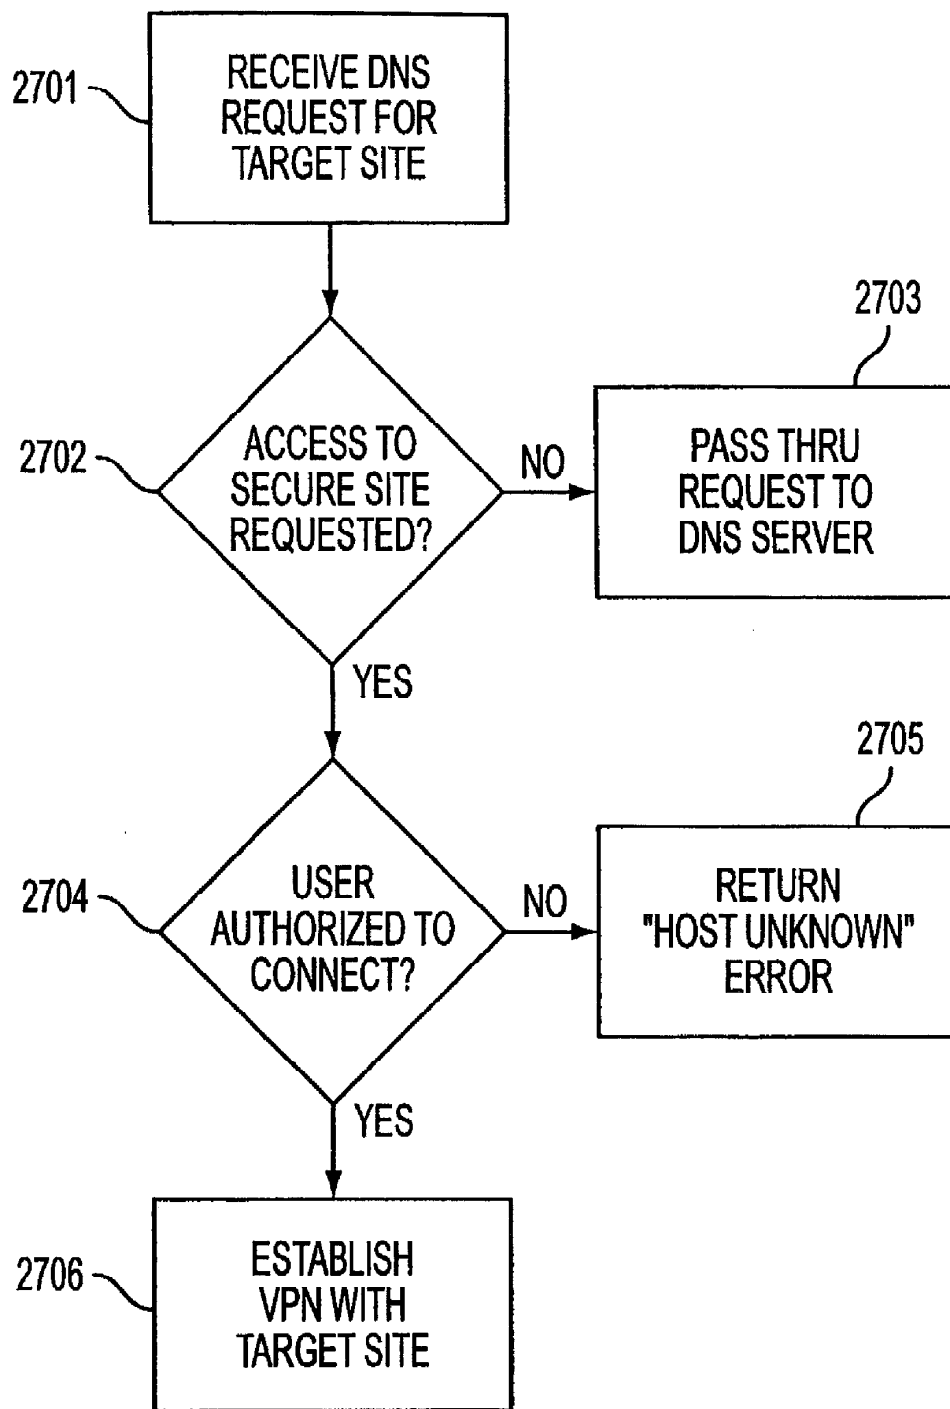 2701
RECEIVE DNS
REQUEST FOR
TARGET SITE
2702
ACCESS TO
SECURE SITE
REQUESTED?
NO
2703
PASS THRU
REQUEST TO
DNS SERVER
YES
2704
USER
AUTHORIZED TO
CONNECT?
NO
2705
RETURN
"HOST UNKNOWN"
ERROR
YES
2706
ESTABLISH
VPN WITH
TARGET SITE